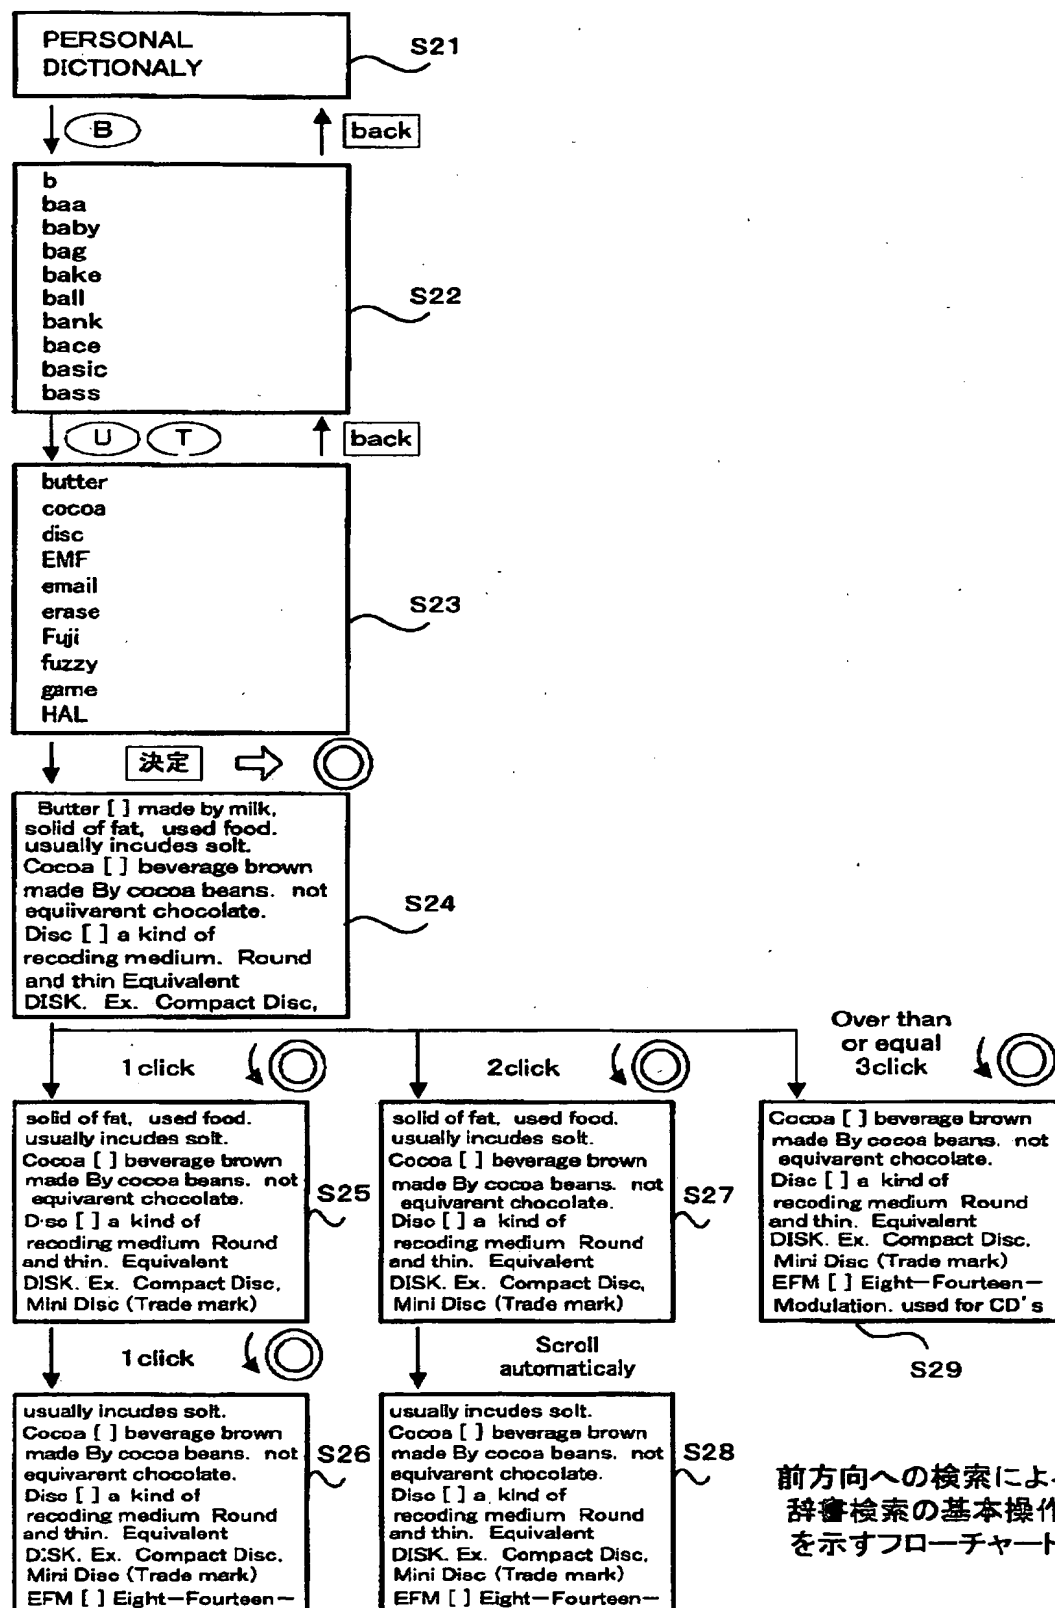 PERSONAL
DICTIONALY
S21
B
back
b
baa
baby
bag
bake
ball
bank
bace
basic
bass
S22
U T
back
butter
cocoa
disc
EMF
email
erase
Fuji
fuzzy
game
HAL
S23
決定
Butter [ ] made by milk,
solid of fat, used food.
usually incudes solt.
Cocoa [ ] beverage brown
made By cocoa beans. not
equiivarent chocolate.
Disc [ ] a kind of
recoding medium. Round
and thin Equivalent
DISK. Ex. Compact Disc,
S24
1 click
2click
Over than
or equal
3click
solid of fat, used food.
usually incudes solt.
Cocoa [ ] beverage brown
made By cocoa beans. not
equivarent chocolate.
Disc [ ] a kind of
recoding medium Round
and thin. Equivalent
DISK. Ex. Compact Disc,
Mini Disc (Trade mark)
S25
solid of fat, used food.
usually incudes solt.
Cocoa [ ] beverage brown
made By cocoa beans. not
equivarent chocolate.
Disc [ ] a kind of
recoding medium Round
and thin. Equivalent
DISK. Ex. Compact Disc,
Mini Disc (Trade mark)
S27
Cocoa [ ] beverage brown
made By cocoa beans. not
equivarent chocolate.
Disc [ ] a kind of
recoding medium Round
and thin. Equivalent
DISK. Ex. Compact Disc.
Mini Disc (Trade mark)
EFM [ ] Eight-Fourteen-
Modulation. used for CD's
S29
1 click
Scroll
automaticaly
usually incudes solt.
Cocoa [ ] beverage brown
made By cocoa beans. not
equivarent chocolate.
Disc [ ] a kind of
recoding medium Round
and thin. Equivalent
DISK. Ex. Compact Disc,
Mini Disc (Trade mark)
EFM [ ] Eight-Fourteen-
S26
usually incudes solt.
Cocoa [ ] beverage brown
made By cocoa beans. not
equivarent chocolate.
Disc [ ] a kind of
recoding medium Round
and thin. Equivalent
DISK. Ex. Compact Disc,
Mini Disc (Trade mark)
EFM [ ] Eight-Fourteen-
S28
前方向への検索によ
辞書検索の基本操作
を示すフローチャート